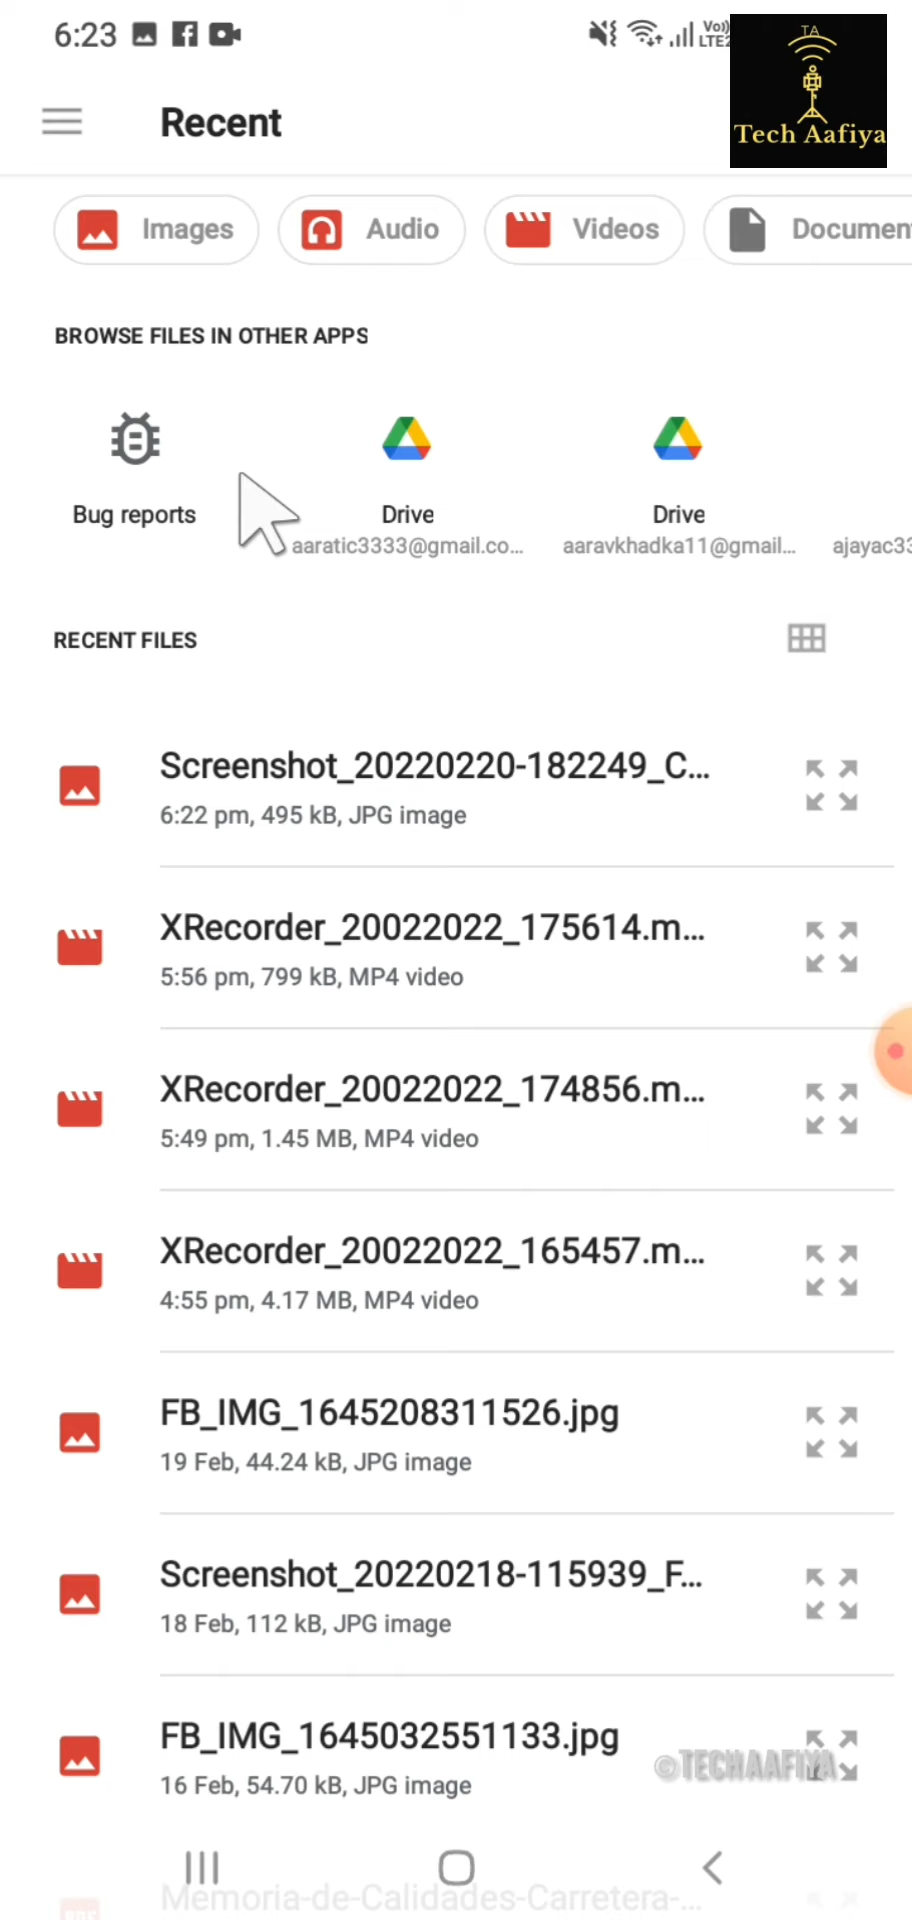 6:23
Vo))
LTE2
TA
Tech Aafiya
Recent
Images
Audio
Videos
Documen
BROWSE FILES IN OTHER APPS
Bug reports
Drive
aaratic3333@gmail.co...
Drive
aaravkhadka11@gmail...
ajayac33
RECENT FILES
Screenshot_20220220-182249_C...
6:22 pm, 495 kB, JPG image
XRecorder_20022022_175614.m...
5:56 pm, 799 kB, MP4 video
XRecorder_20022022_174856.m...
5:49 pm, 1.45 MB, MP4 video
XRecorder_20022022_165457.m...
4:55 pm, 4.17 MB, MP4 video
FB_IMG_1645208311526.jpg
19 Feb, 44.24 kB, JPG image
Screenshot_20220218-115939_F...
18 Feb, 112 kB, JPG image
FB_IMG_1645032551133.jpg
©TECHAAFIYA
16 Feb, 54.70 kB, JPG image
Memoria-de-Calidades-Carretera-...